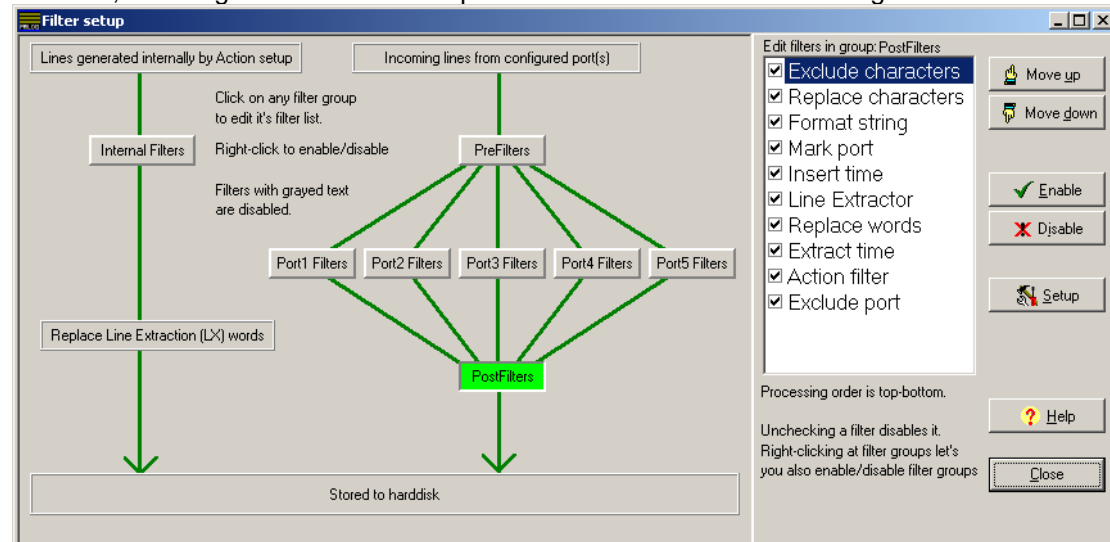 Filter setup
Lines generated internally by Action setup
Incoming lines from configured port(s)
Click on any filter group
to edit it's filter list.
Internal Filters
Right-click to enable/disable
PreFilters
Filters with grayed text
are disabled.
Port1 Filters
Port2 Filters
Port3 Filters
Port4 Filters
Port5 Filters
Replace Line Extraction (LX) words
PostFilters
Stored to harddisk
Edit filters in group: PostFilters
Exclude characters
Replace characters
Format string
Mark port
Insert time
Line Extractor
Replace words
Extract time
Action filter
Exclude port
Processing order is top-bottom.
Unchecking a filter disables it.
Right-clicking at filter groups let's
you also enable/disable filter groups
Move up
Move down
Enable
Disable
Setup
Help
Close